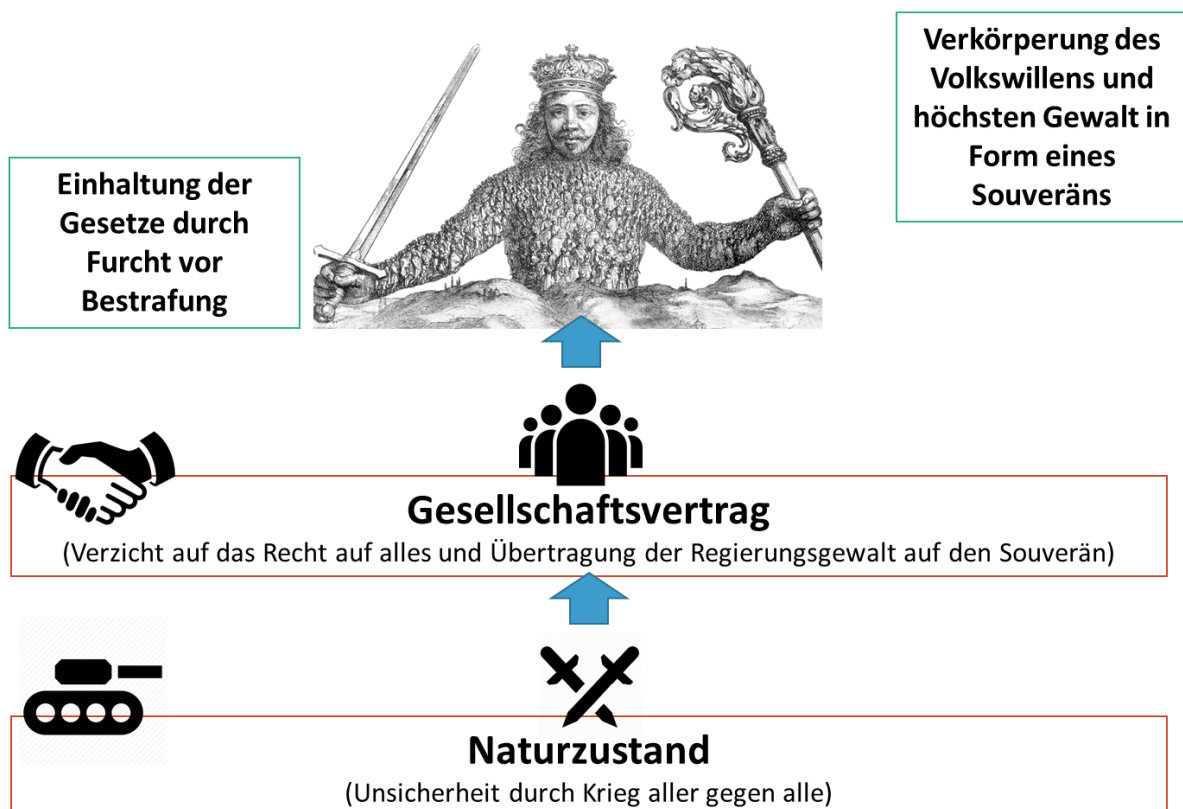 Verkörperung des
Volkswillens und
höchsten Gewalt in
Form eines
Souveräns
Einhaltung der
Gesetze durch
Furcht vor
Bestrafung
Gesellschaftsvertrag
(Verzicht auf das Recht auf alles und Übertragung der Regierungsgewalt auf den Souverän)
Naturzustand
(Unsicherheit durch Krieg aller gegen alle)